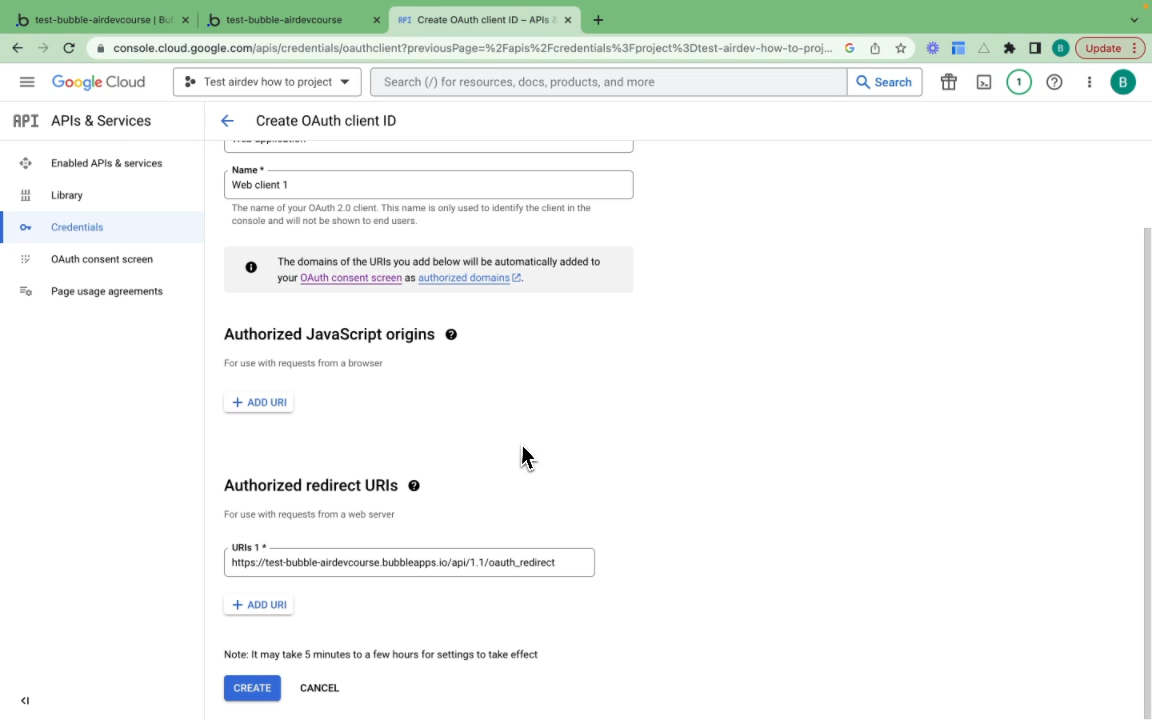 test-bubble-airdevcourse | Bu
test-bubble-airdevcourse
API Create OAuth client ID – APIs &
console.cloud.google.com/apis/credentials/oauthclient?previousPage=%2Fapis%2Fcredentials%3Fproject%3Dtest-airdev-how-to-proj...
G
B
Update
Google Cloud
Test airdev how to project
Search (/) for resources, docs, products, and more
Search
1
B
API APIs & Services
Create OAuth client ID
Enabled APIs & services
Library
Credentials
OAuth consent screen
Page usage agreements
Web application
Name *
Web client 1
The name of your OAuth 2.0 client. This name is only used to identify the client in the
console and will not be shown to end users.
The domains of the URIs you add below will be automatically added to
your OAuth consent screen as authorized domains.
Authorized JavaScript origins
For use with requests from a browser
+ ADD URI
Authorized redirect URIs
For use with requests from a web server
URIs 1 *
https://test-bubble-airdevcourse.bubbleapps.io/api/1.1/oauth_redirect
+ ADD URI
Note: It may take 5 minutes to a few hours for settings to take effect
CREATE CANCEL